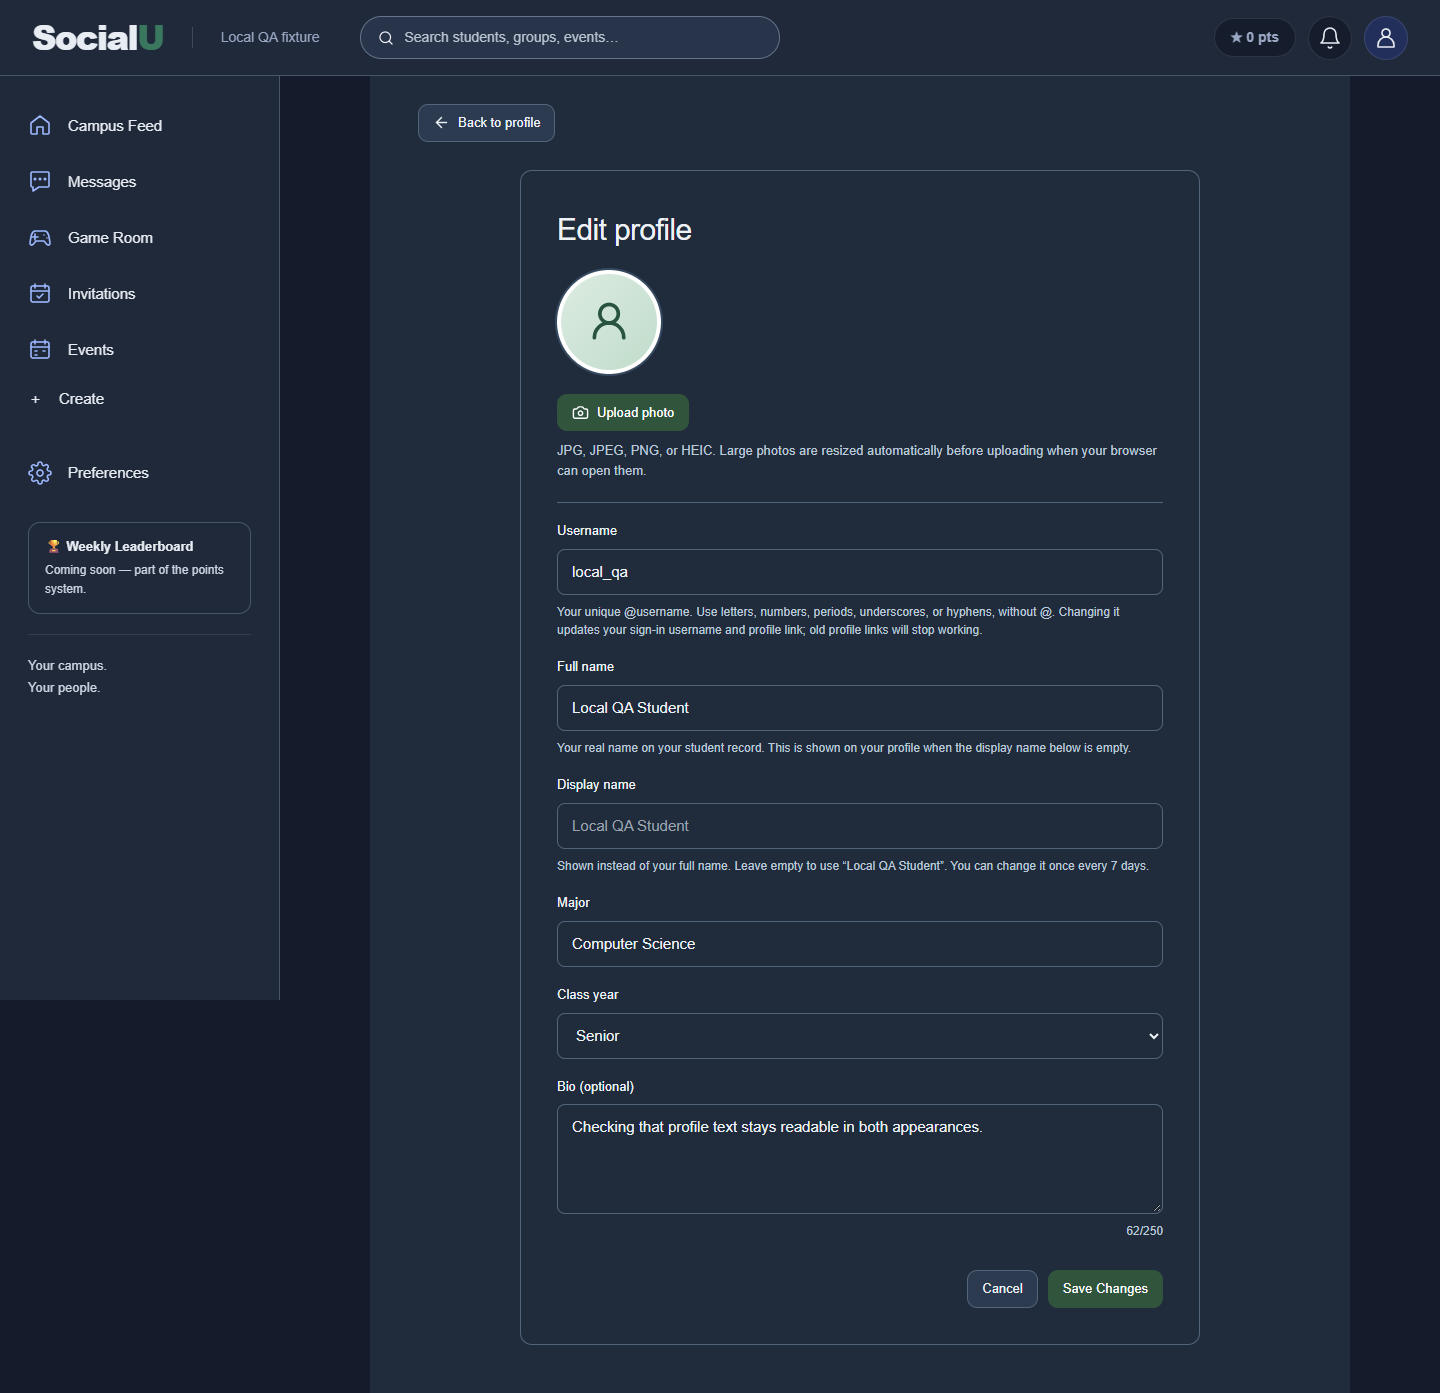 SocialU
Local QA fixture
Search students, groups, events…
★ 0 pts
Campus Feed
Messages
Game Room
Invitations
Events
+ Create
Preferences
🏆 Weekly Leaderboard
Coming soon — part of the points
system.
Your campus.
Your people.
Back to profile
Edit profile
Upload photo
JPG, JPEG, PNG, or HEIC. Large photos are resized automatically before uploading when your browser
can open them.
Username
local_qa
Your unique @username. Use letters, numbers, periods, underscores, or hyphens, without @. Changing it
updates your sign-in username and profile link; old profile links will stop working.
Full name
Local QA Student
Your real name on your student record. This is shown on your profile when the display name below is empty.
Display name
Local QA Student
Shown instead of your full name. Leave empty to use “Local QA Student”. You can change it once every 7 days.
Major
Computer Science
Class year
Senior
Bio (optional)
Checking that profile text stays readable in both appearances.
62/250
Cancel
Save Changes